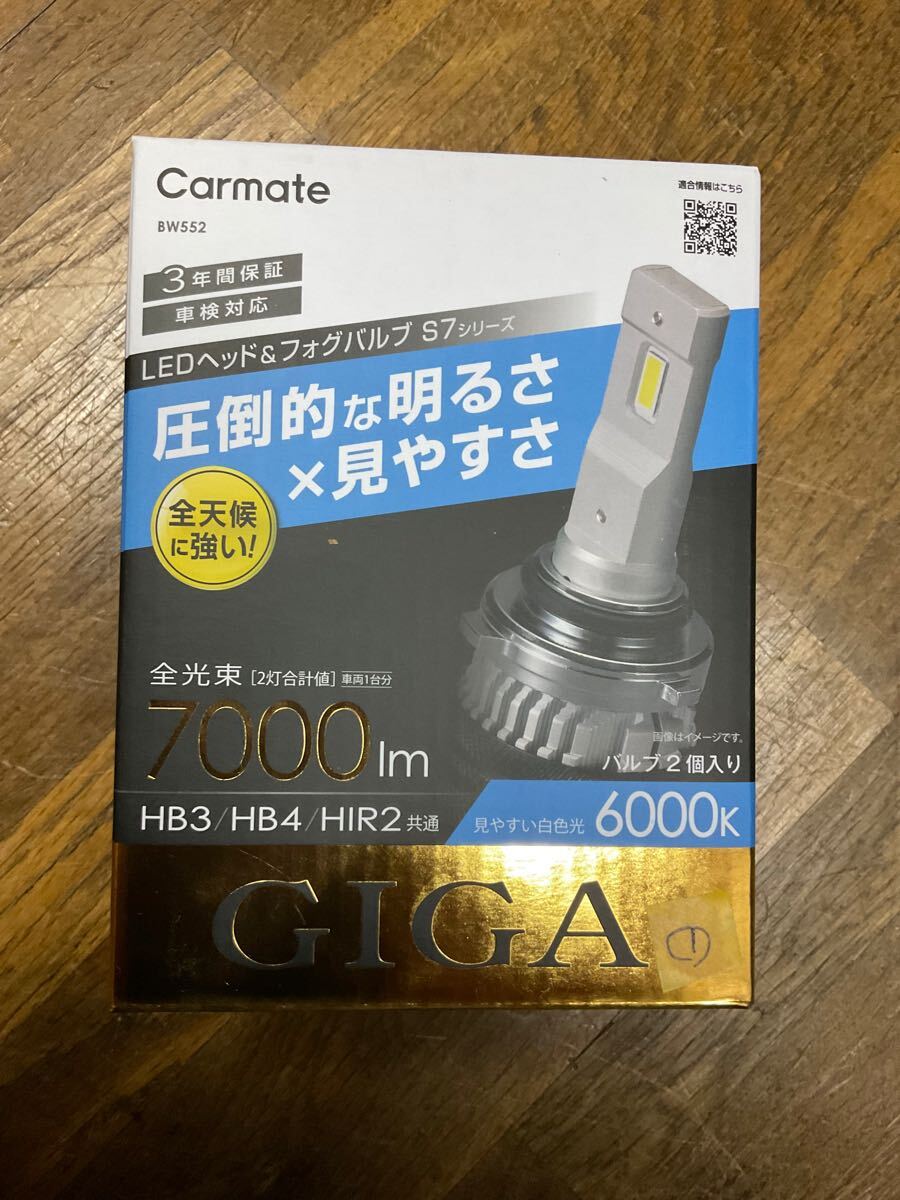 Carmate
適合情報はこちら
BW552
3年間保証
車検対応
LEDヘッド&フォグバルブ S7シリーズ
圧倒的な明るさ
×見やすさ
全天候
に強い!
全光束 [2灯合計値] 車両1台分
7000lm
画像はイメージです。
バルブ2個入り
HB3/HB4/HIR2共通
見やすい白色光 6000K
GIGA
①